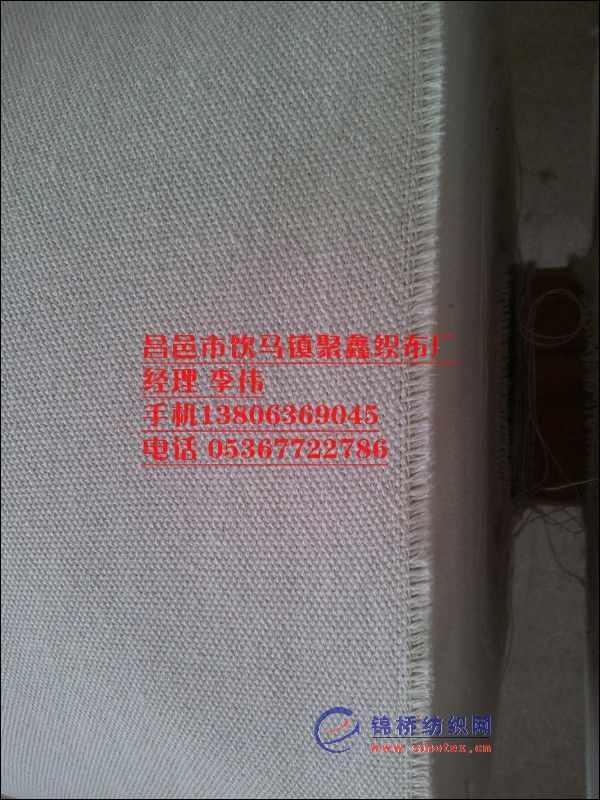 昌邑市饮马镇聚鑫织布厂
经理 李伟
手机13806369045
电话 05367722786
锦桥纺织网
www.sinotex.cn